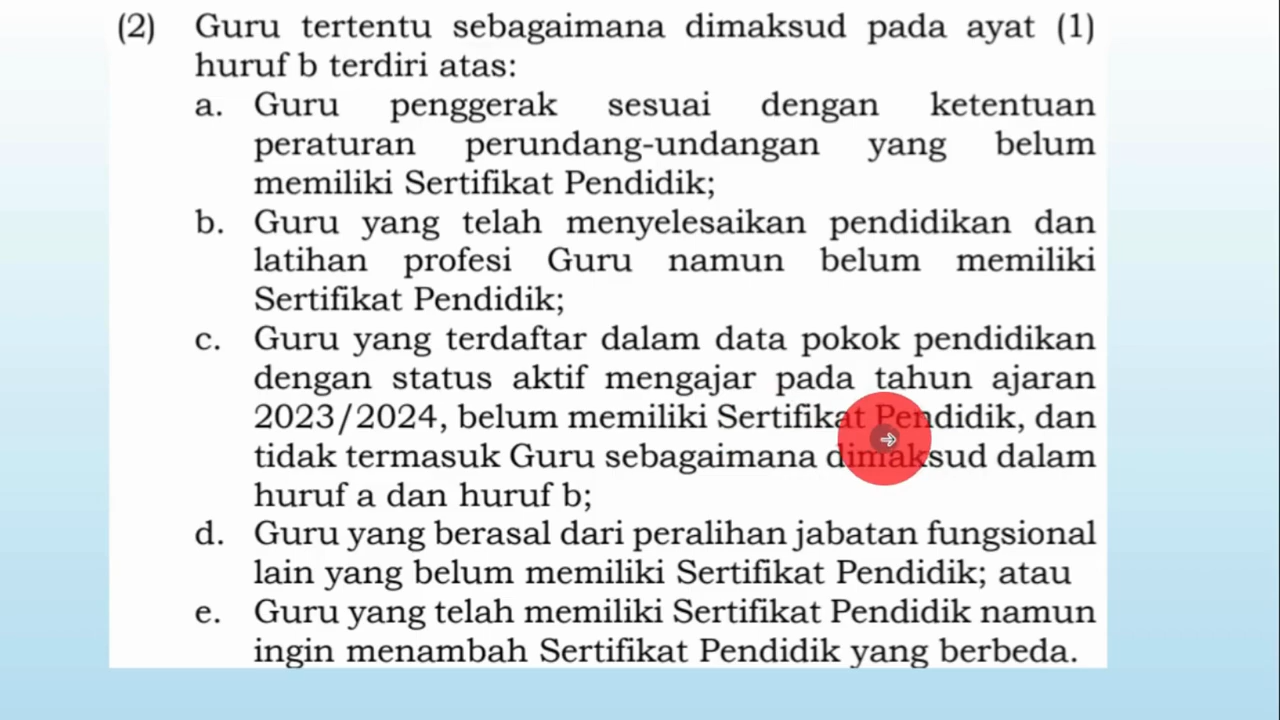 (2) Guru tertentu sebagaimana dimaksud pada ayat (1)
huruf b terdiri atas:
a. Guru penggerak sesuai dengan ketentuan
peraturan perundang-undangan yang belum
memiliki Sertifikat Pendidik;
b. Guru yang telah menyelesaikan pendidikan dan
latihan profesi Guru namun belum memiliki
Sertifikat Pendidik;
c. Guru yang terdaftar dalam data pokok pendidikan
dengan status aktif mengajar pada tahun ajaran
2023/2024, belum memiliki Sertifikat Pendidik, dan
tidak termasuk Guru sebagaimana dimaksud dalam
huruf a dan huruf b;
d. Guru yang berasal dari peralihan jabatan fungsional
lain yang belum memiliki Sertifikat Pendidik; atau
e. Guru yang telah memiliki Sertifikat Pendidik namun
ingin menambah Sertifikat Pendidik yang berbeda.